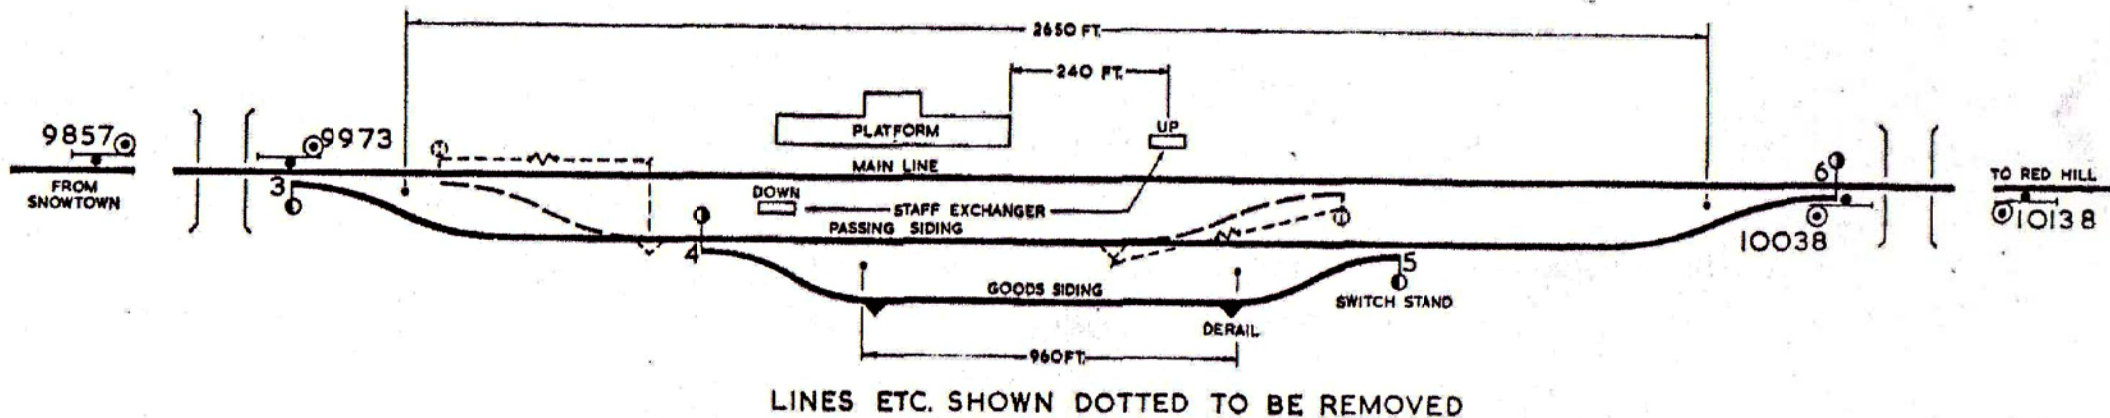 2650 FT.
240 FT.
9857
9973
PLATFORM
UP
6
FROM
SNOWTOWN
MAIN LINE
TO RED HILL
3
DOWN
STAFF EXCHANGER
PASSING SIDING
10038
10138
4
5
GOODS SIDING
SWITCH STAND
DERAIL
960 FT.
LINES ETC. SHOWN DOTTED TO BE REMOVED